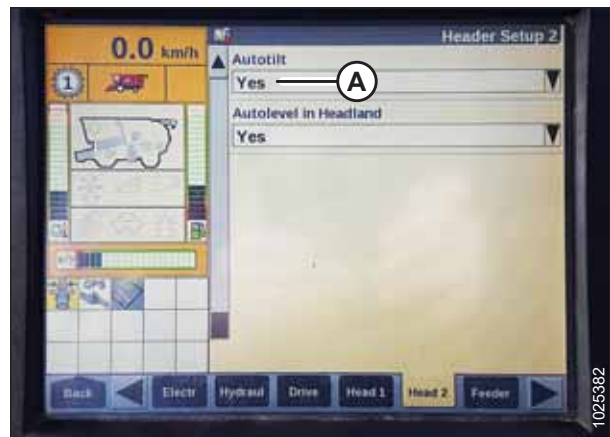 0.0 km/h
Header Setup 2
1
Autotilt
Yes
A
Autolevel in Headland
Yes
Back
Electr
Hydraul
Drive
Head 1
Head 2
Feeder
1025382